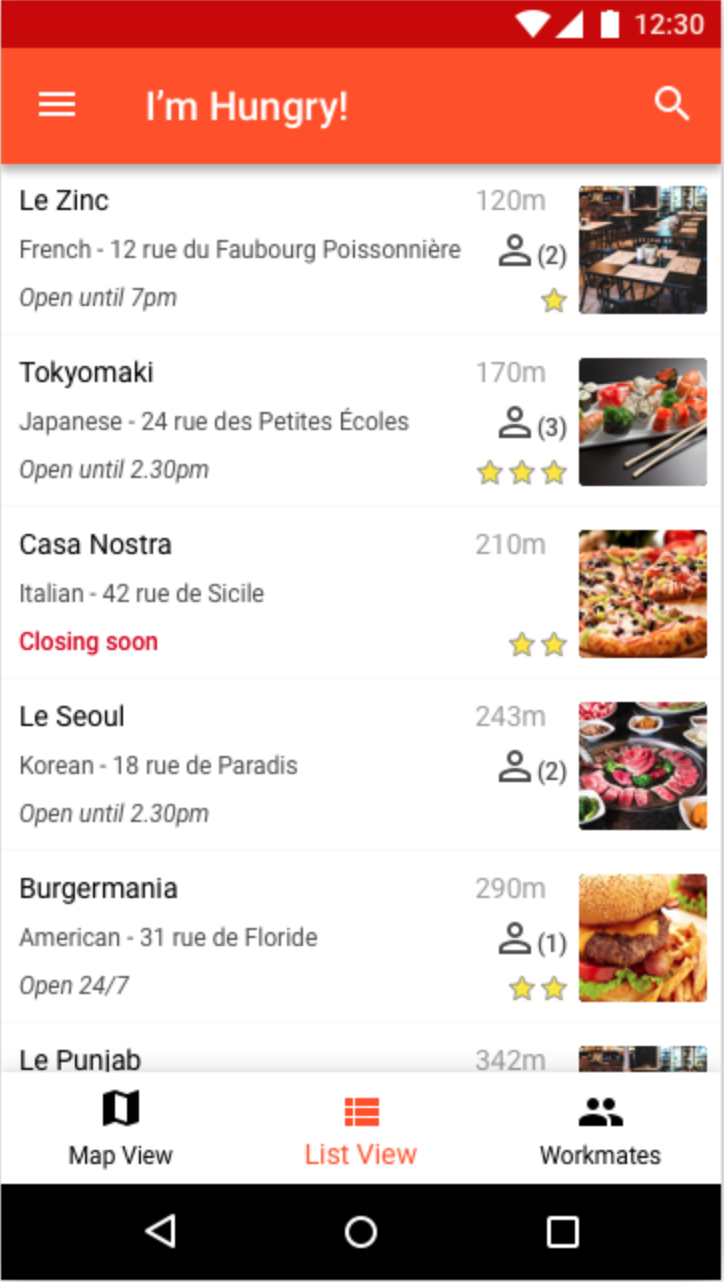 12:30
I’m Hungry!
Le Zinc 120m
French - 12 rue du Faubourg Poissonnière (2)
Open until 7pm
Tokyomaki 170m
Japanese - 24 rue des Petites Écoles (3)
Open until 2.30pm
Casa Nostra 210m
Italian - 42 rue de Sicile
Closing soon
Le Seoul 243m
Korean - 18 rue de Paradis (2)
Open until 2.30pm
Burgermania 290m
American - 31 rue de Floride (1)
Open 24/7
Le Punjab 342m
Map View List View Workmates